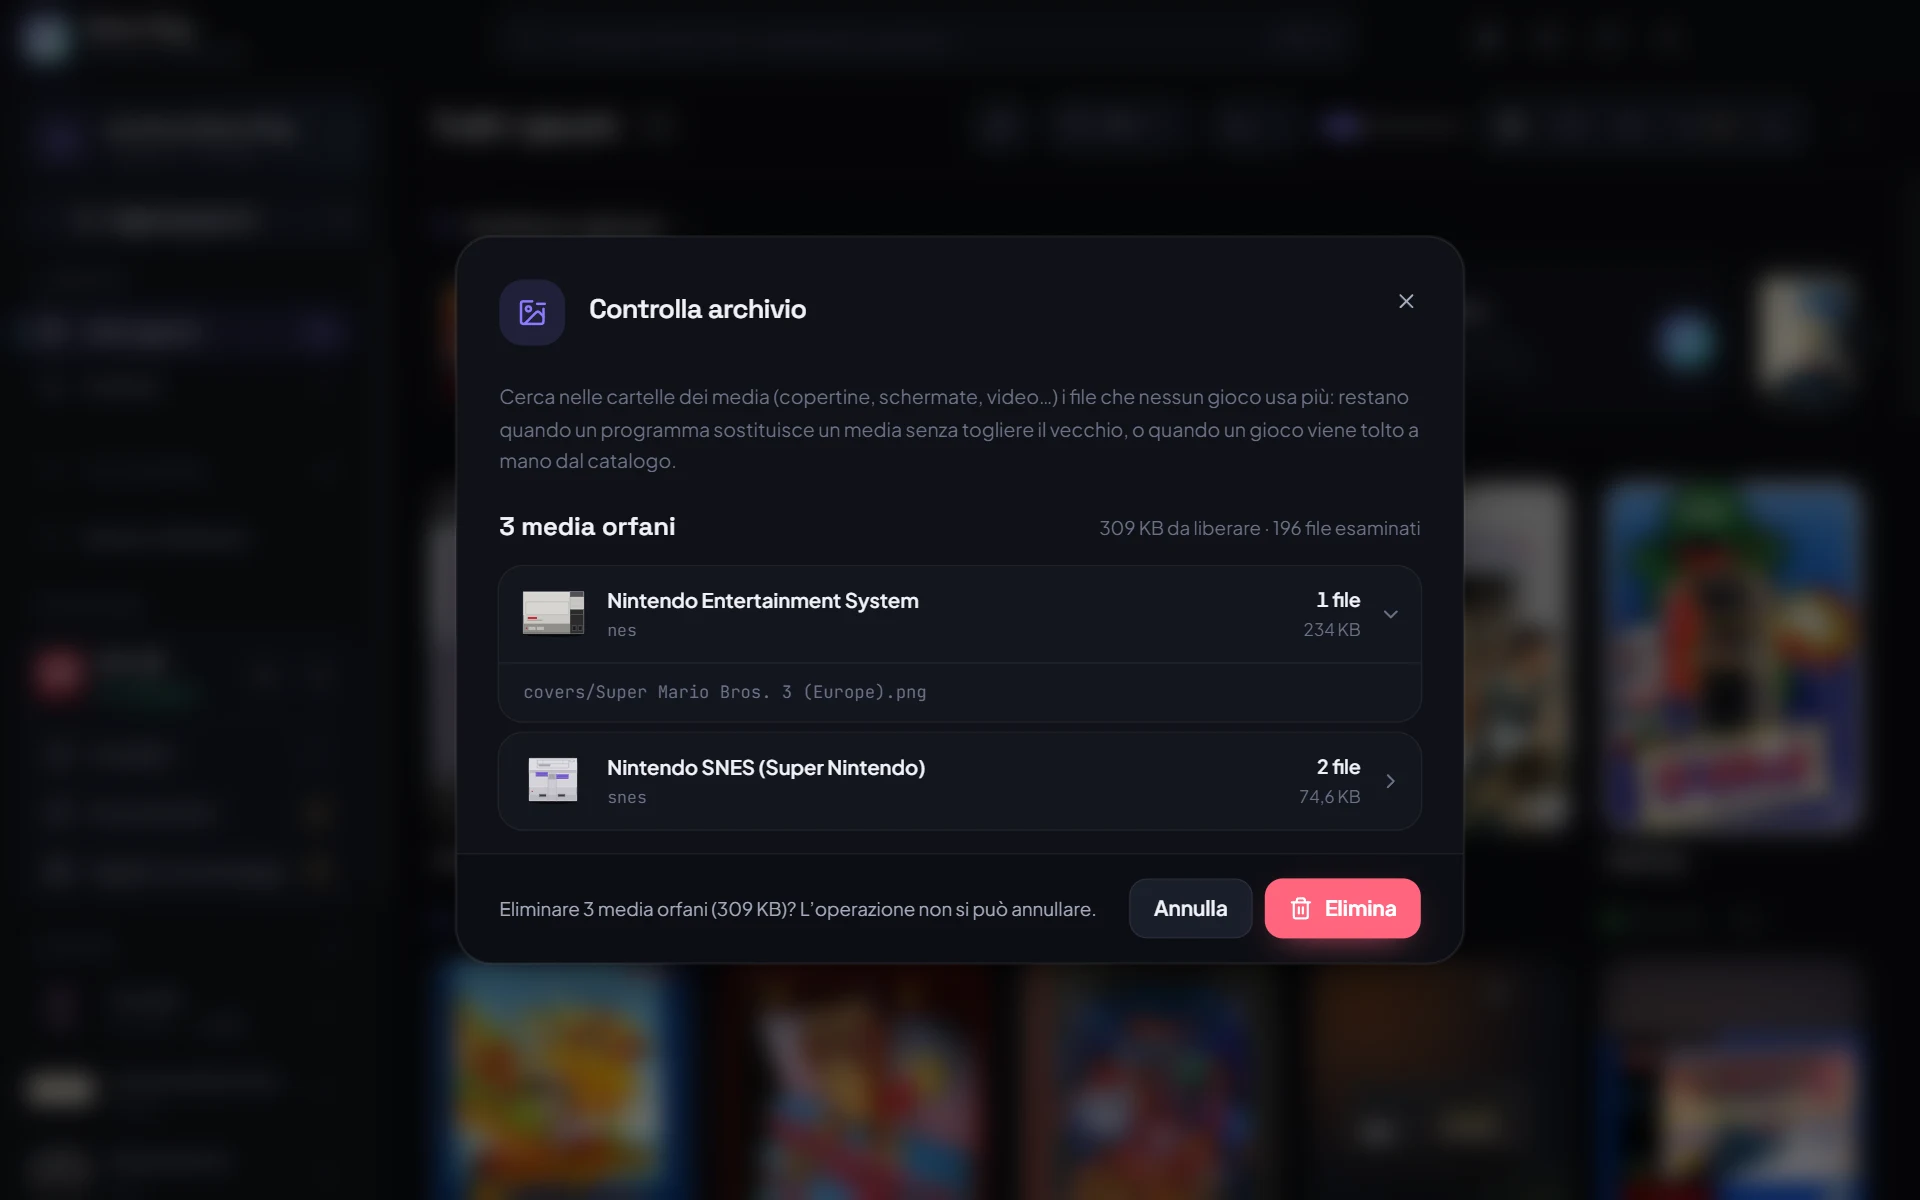 Controlla archivio
Cerca nelle cartelle dei media (copertine, schermate, video…) i file che nessun gioco usa più: restano
quando un programma sostituisce un media senza togliere il vecchio, o quando un gioco viene tolto a
mano dal catalogo.
3 media orfani
309 KB da liberare · 196 file esaminati
Nintendo Entertainment System
1 file
nes
234 KB
covers/Super Mario Bros. 3 (Europe).png
Nintendo SNES (Super Nintendo)
2 file
snes
74,6 KB
Eliminare 3 media orfani (309 KB)? L’operazione non si può annullare.
Annulla
Elimina